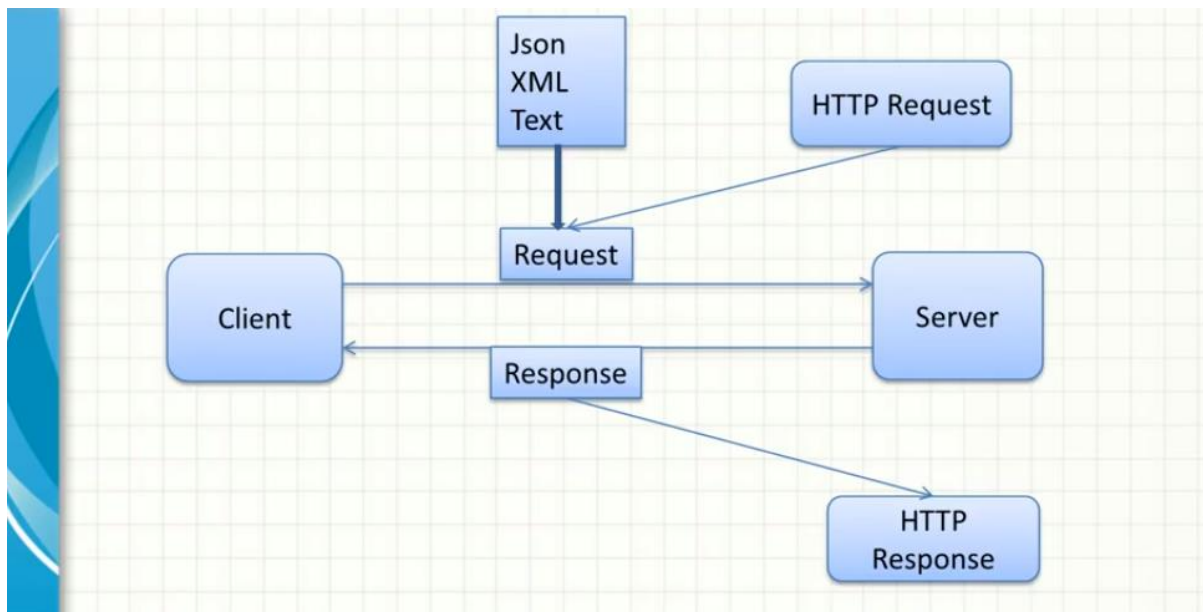 Json
XML
Text
HTTP Request
Request
Client
Server
Response
HTTP
Response